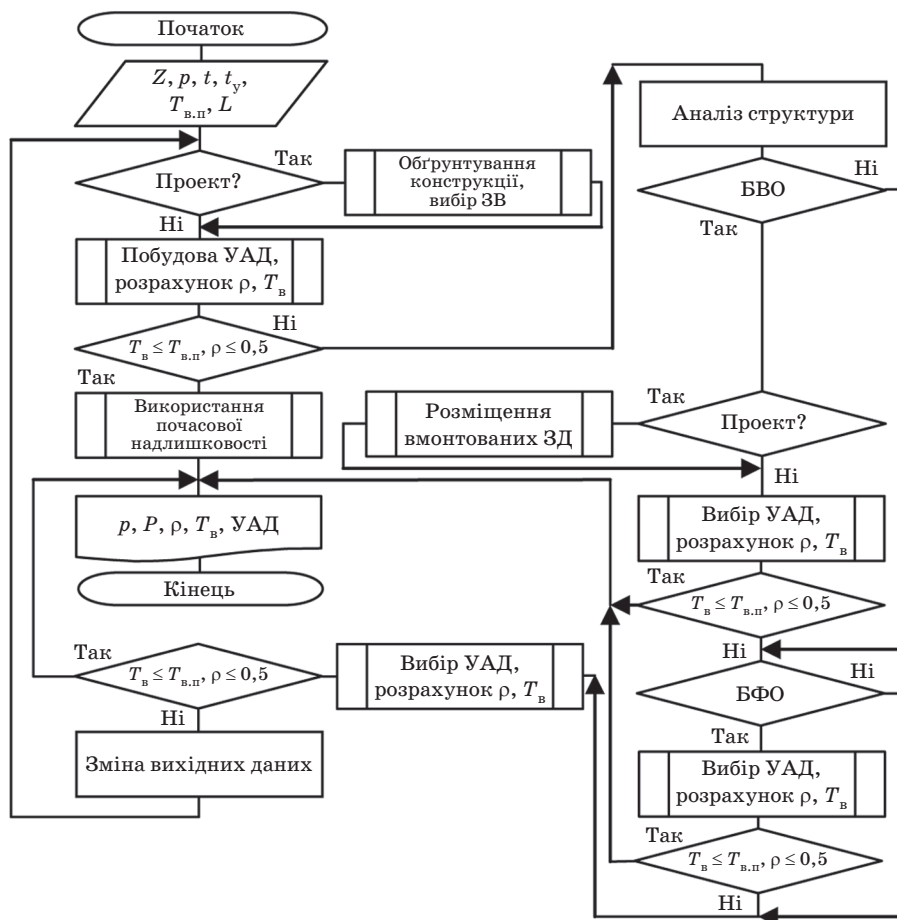 Початок
Z, p, t, tу,
Tв.п, L
Так
Проект?
Обґрунтування
конструкції,
вибір ЗВ
Ні
Побудова УАД,
розрахунок ρ, Tв
Ні
Tв ≤ Tв.п, ρ ≤ 0,5
Так
Використання
почасової
надлишковості
p, P, ρ, Tв, УАД
Кінець
Так
Tв ≤ Tв.п, ρ ≤ 0,5
Вибір УАД,
розрахунок ρ, Tв
Ні
Зміна вихідних даних
Аналіз структури
Ні
БВО
Так
Так
Розміщення
вмонтованих ЗД
Проект?
Ні
Вибір УАД,
розрахунок ρ, Tв
Так
Tв ≤ Tв.п, ρ ≤ 0,5
Ні
Ні
БФО
Так
Вибір УАД,
розрахунок ρ, Tв
Так
Tв ≤ Tв.п, ρ ≤ 0,5
Ні